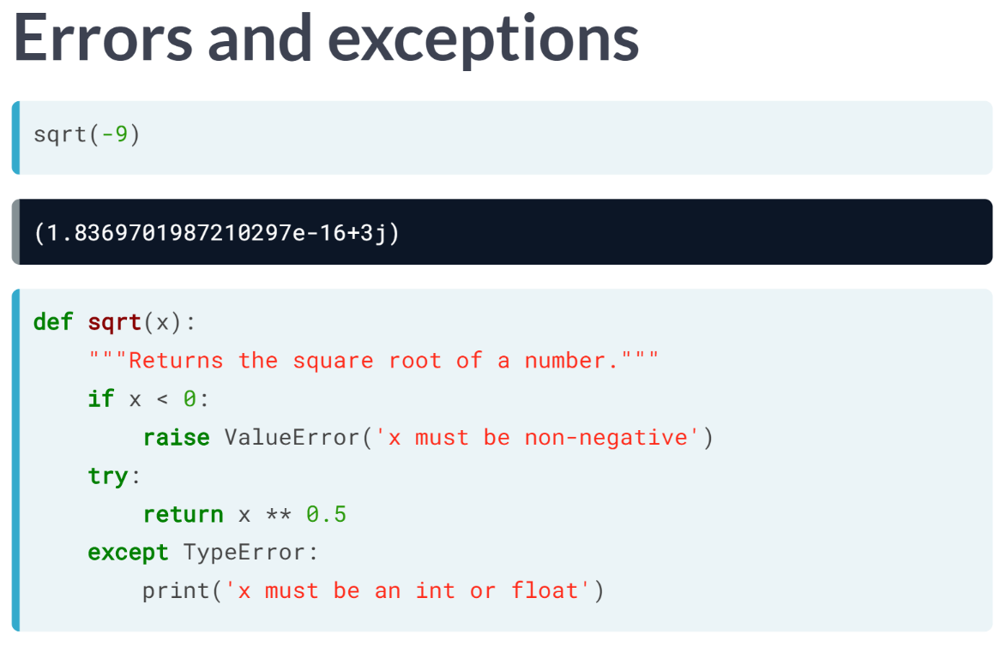 Errors and exceptions
sqrt(-9)
(1.8369701987210297e-16+3j)
def sqrt(x):
    """Returns the square root of a number."""
    if x < 0:
        raise ValueError('x must be non-negative')
    try:
        return x ** 0.5
    except TypeError:
        print('x must be an int or float')